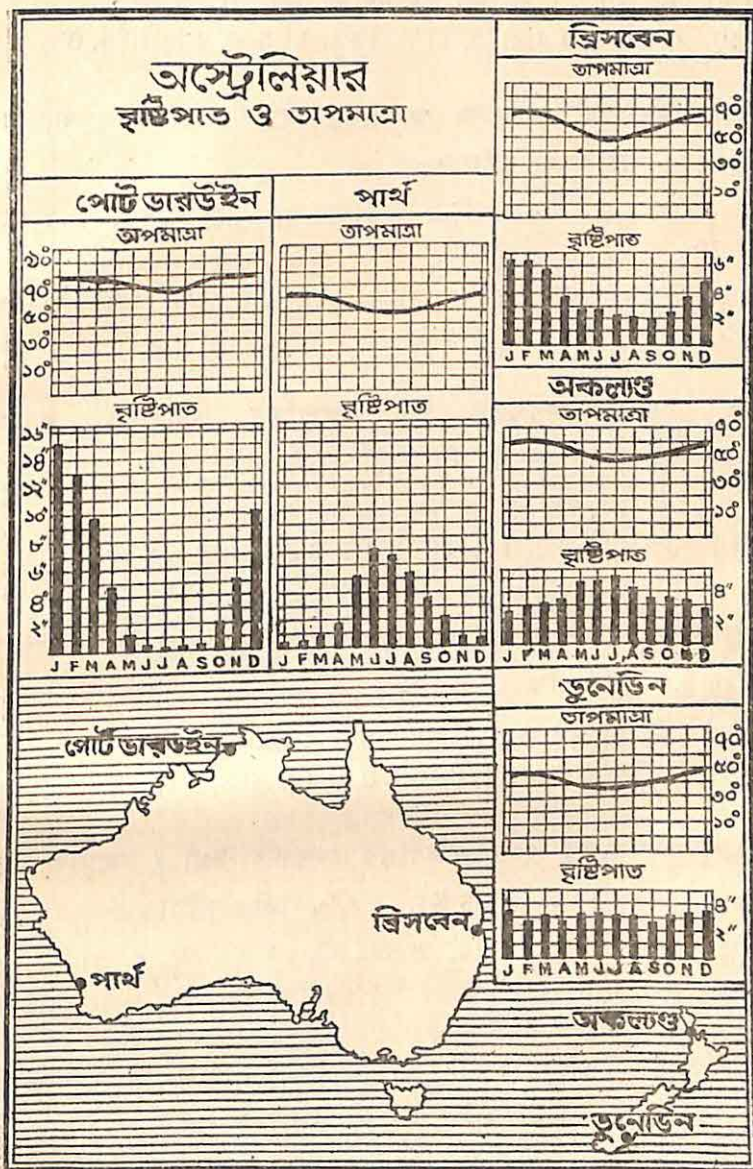 অস্ট্রেলিয়ার
বৃষ্টিপাত ও তাপমাত্রা
পোর্ট ডারউইন
তাপমাত্রা
৯০°
৭০°
৫০°
৩০°
১০°
বৃষ্টিপাত
১৬"
১৪"
১২"
১০"
৮"
৬"
৪"
২"
J F M A M J J A S O N D
পার্থ
তাপমাত্রা
বৃষ্টিপাত
J F M A M J J A S O N D
ব্রিসবেন
তাপমাত্রা
৭০°
৫০°
৩০°
১০°
বৃষ্টিপাত
৬"
৪"
২"
J F M A M J J A S O N D
অকল্যাণ্ড
তাপমাত্রা
৭০°
৫০°
৩০°
১০°
বৃষ্টিপাত
৪"
২"
J F M A M J J A S O N D
ডুনেডিন
তাপমাত্রা
৭০°
৫০°
৩০°
১০°
বৃষ্টিপাত
৪"
২"
J F M A M J J A S O N D
পোর্ট ডারউইন
ব্রিসবেন
পার্থ
অকল্যাণ্ড
ডুনেডিন